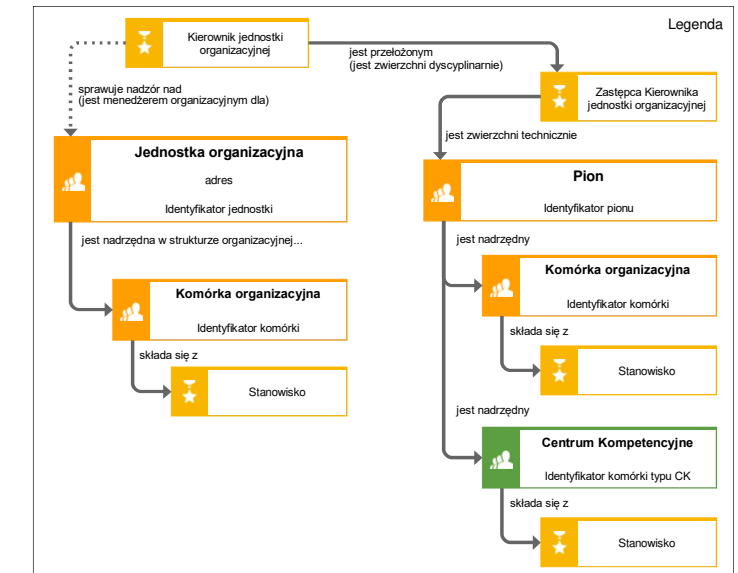 Legenda
Kierownik jednostki
organizacyjnej
jest przełożonym
(jest zwierzchni dyscyplinarnie)
sprawuje nadzór nad
(jest menedżerem organizacyjnym dla)
Zastępca Kierownika
jednostki organizacyjnej
jest zwierzchni technicznie
Jednostka organizacyjna
adres
Identyfikator jednostki
Pion
Identyfikator pionu
jest nadrzędna w strukturze organizacyjnej...
jest nadrzędny
Komórka organizacyjna
Identyfikator komórki
Komórka organizacyjna
Identyfikator komórki
składa się z
Stanowisko
składa się z
Stanowisko
jest nadrzędny
Centrum Kompetencyjne
Identyfikator komórki typu CK
składa się z
Stanowisko